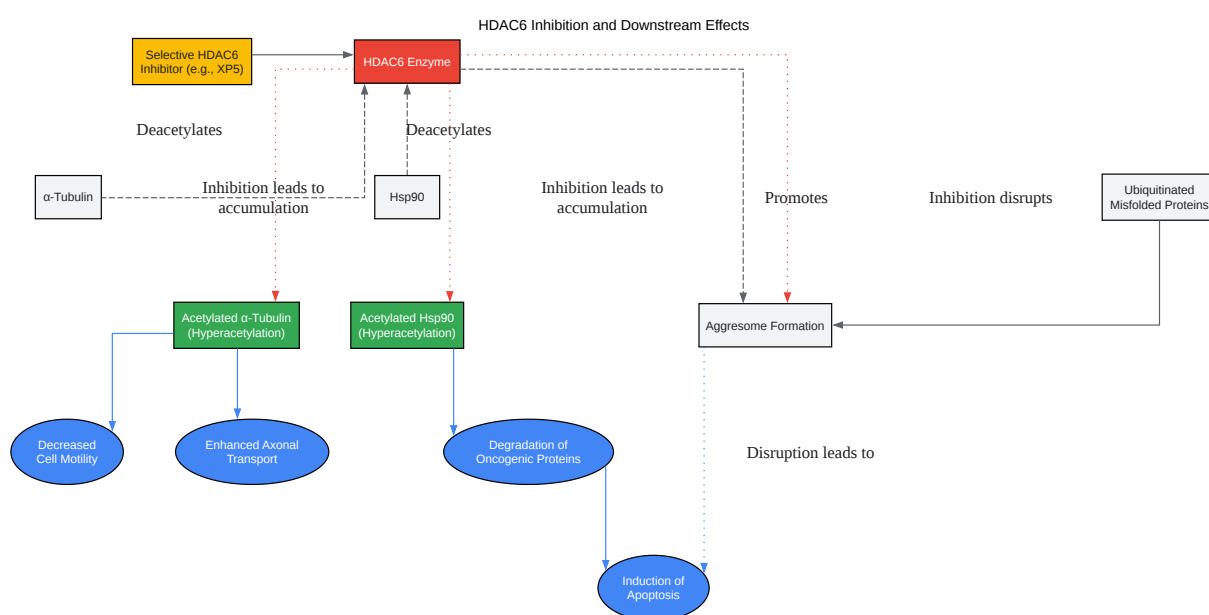 HDAC6 Inhibition and Downstream Effects
Selective HDAC6
Inhibitor (e.g., XP5)
HDAC6 Enzyme
Deacetylates
Deacetylates
α-Tubulin
Inhibition leads to
accumulation
Hsp90
Inhibition leads to
accumulation
Promotes
Inhibition disrupts
Ubiquitinated
Misfolded Proteins
Acetylated α-Tubulin
(Hyperacetylation)
Acetylated Hsp90
(Hyperacetylation)
Aggresome Formation
Decreased
Cell Motility
Enhanced Axonal
Transport
Degradation of
Oncogenic Proteins
Disruption leads to
Induction of
Apoptosis